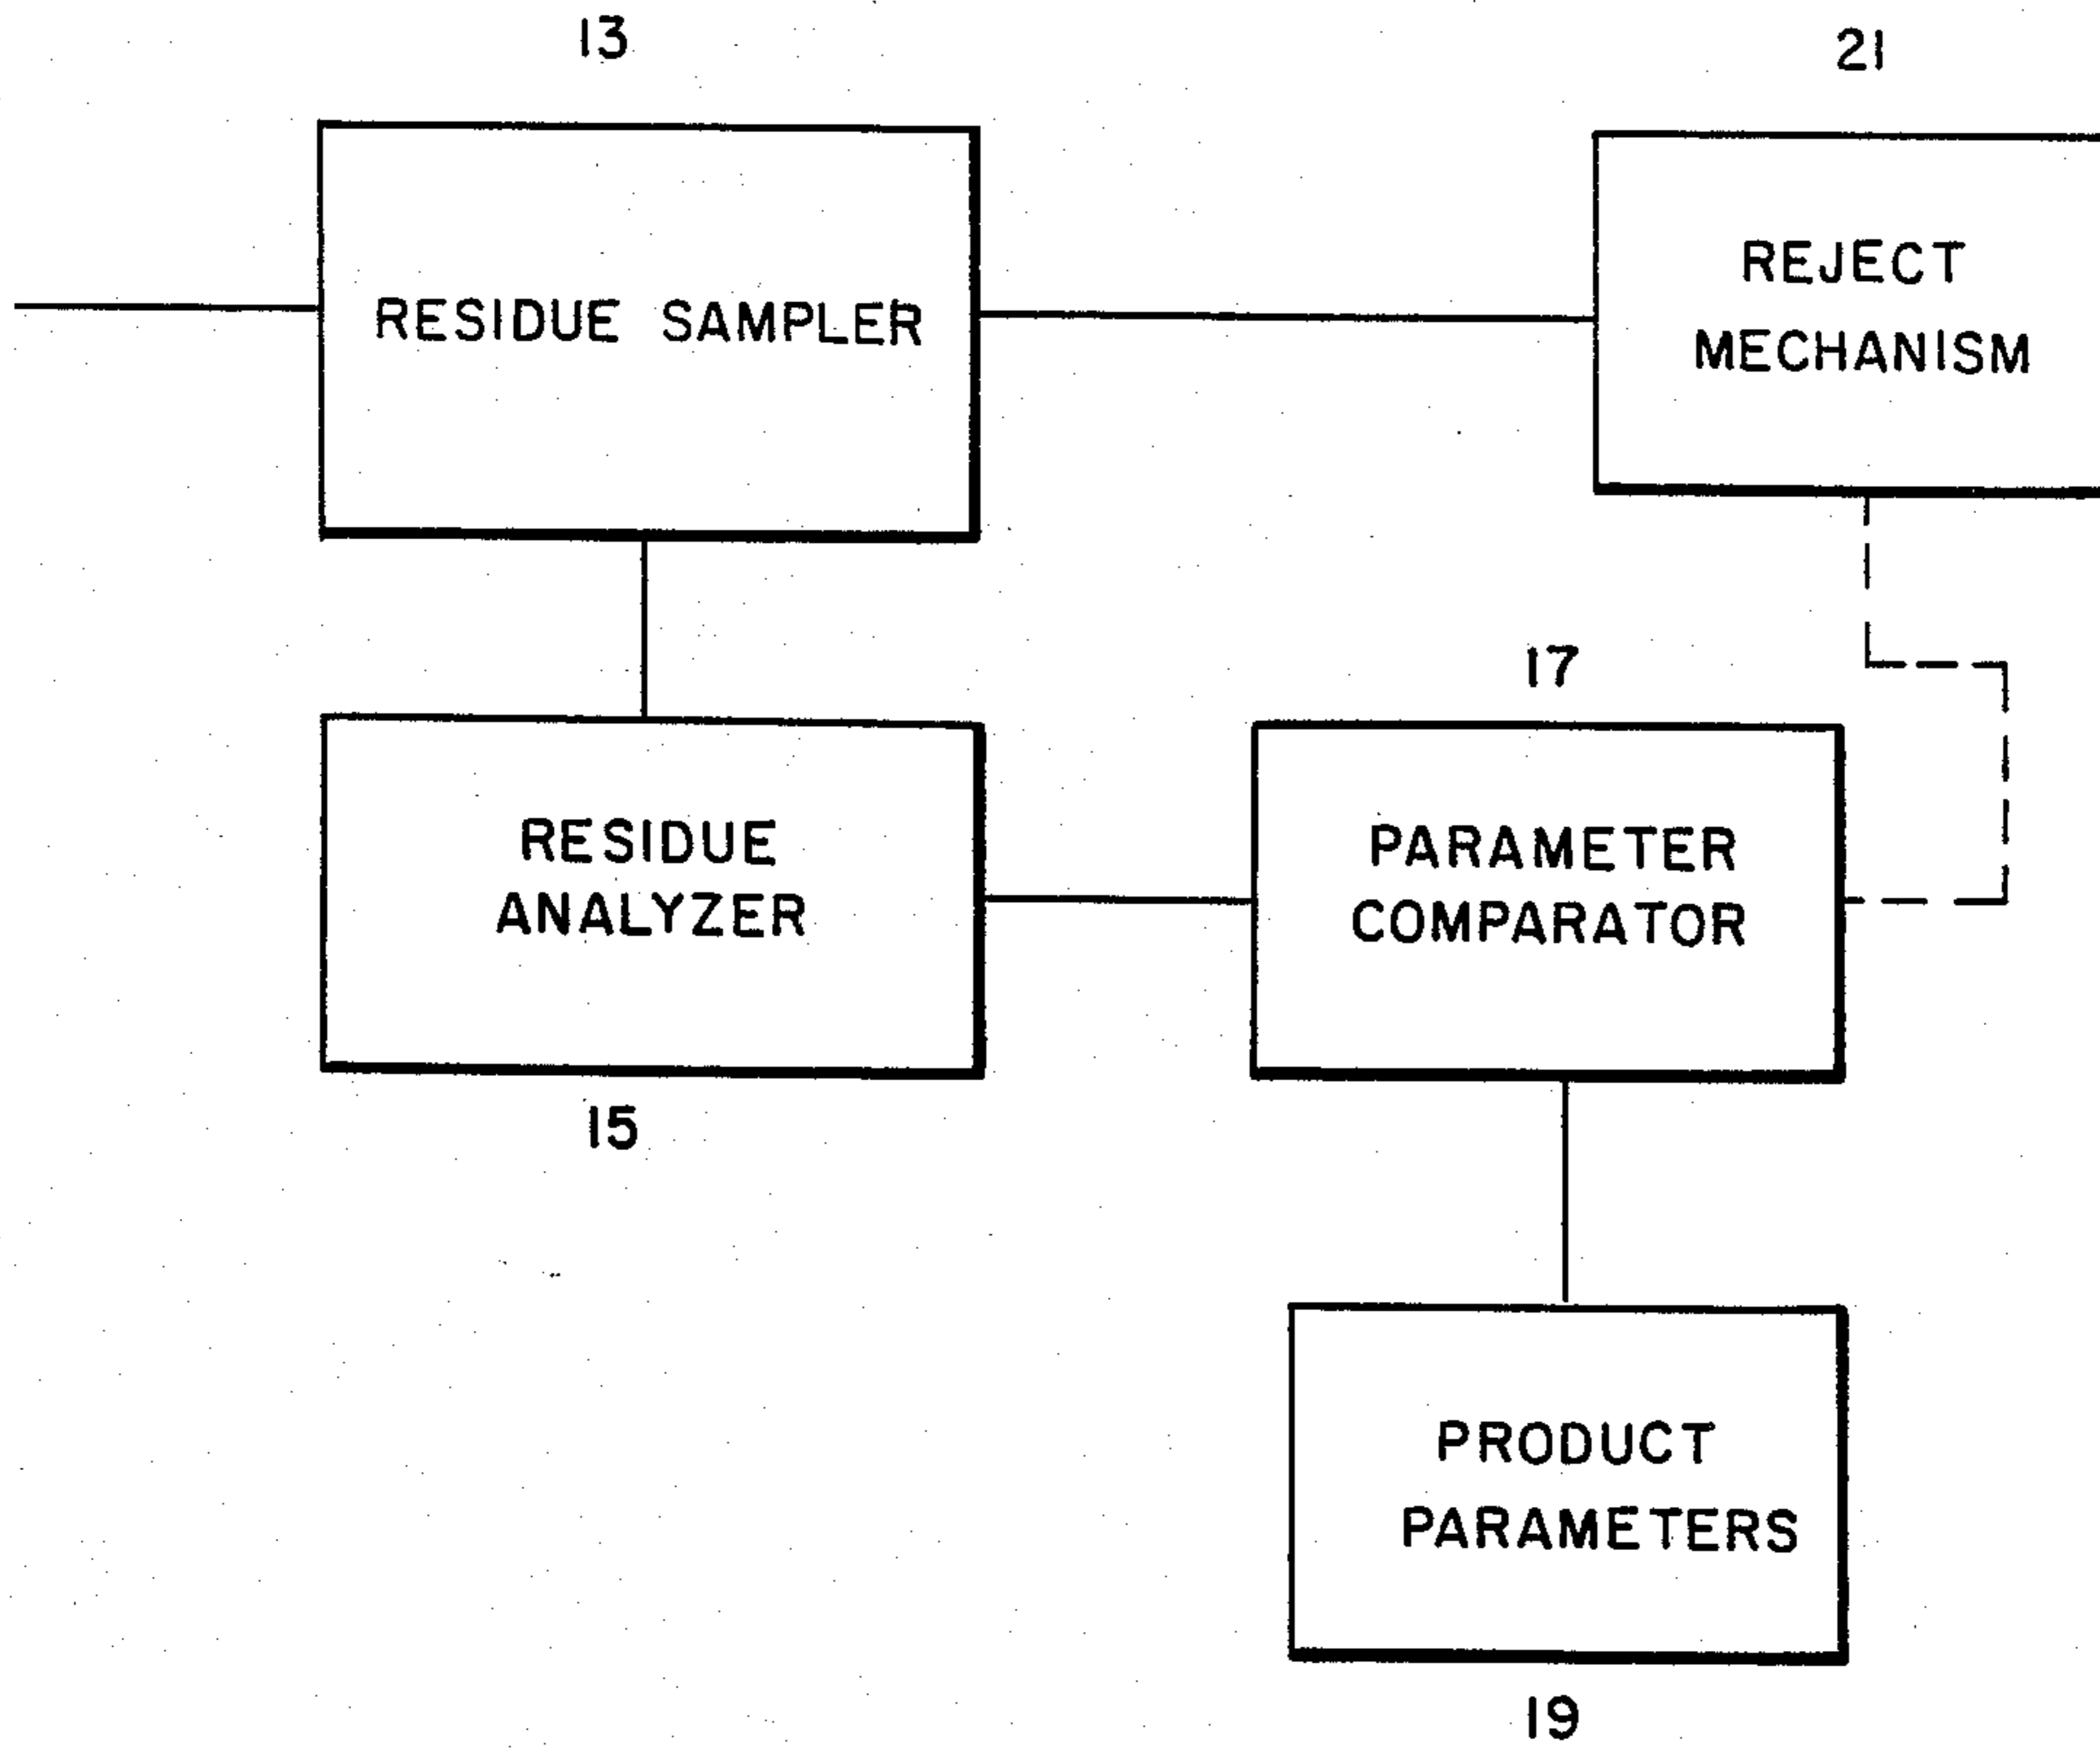 13
21
RESIDUE SAMPLER
REJECT
MECHANISM
17
RESIDUE
ANALYZER
PARAMETER
COMPARATOR
15
PRODUCT
PARAMETERS
19